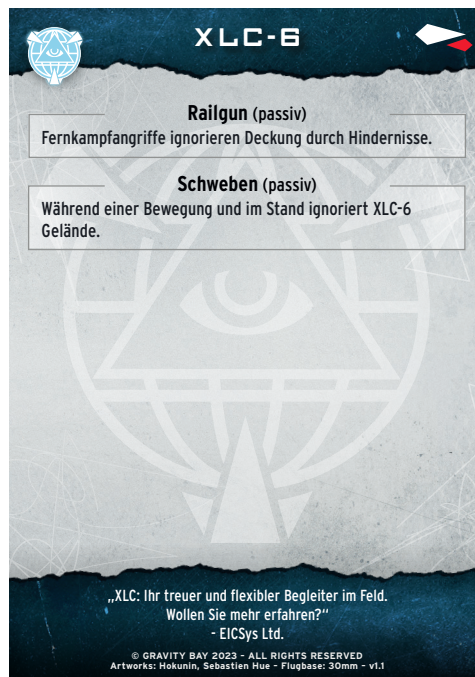 XLC-6
Railgun (passiv)
Fernkampfangriffe ignorieren Deckung durch Hindernisse.
Schweben (passiv)
Während einer Bewegung und im Stand ignoriert XLC-6
Gelände.
„XLC: Ihr treuer und flexibler Begleiter im Feld.
Wollen Sie mehr erfahren?“
- EICSys Ltd.
© GRAVITY BAY 2023 – ALL RIGHTS RESERVED
Artworks: Hokunin, Sebastien Hue – Flugbase: 30mm – v1.1